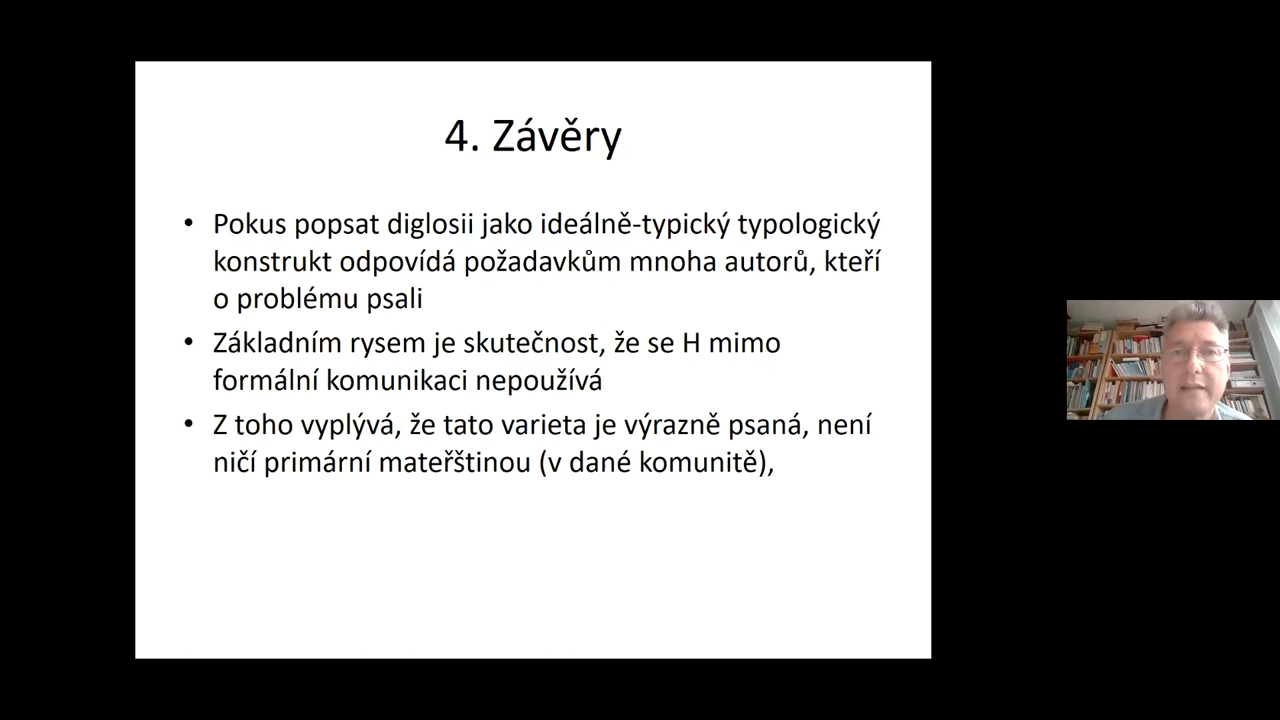 4. Závěry
• Pokus popsat diglosii jako ideálně-typický typologický
konstrukt odpovídá požadavkům mnoha autorů, kteří
o problému psali
• Základním rysem je skutečnost, že se H mimo
formální komunikaci nepoužívá
• Z toho vyplývá, že tato varieta je výrazně psaná, není
ničí primární mateřštinou (v dané komunitě),